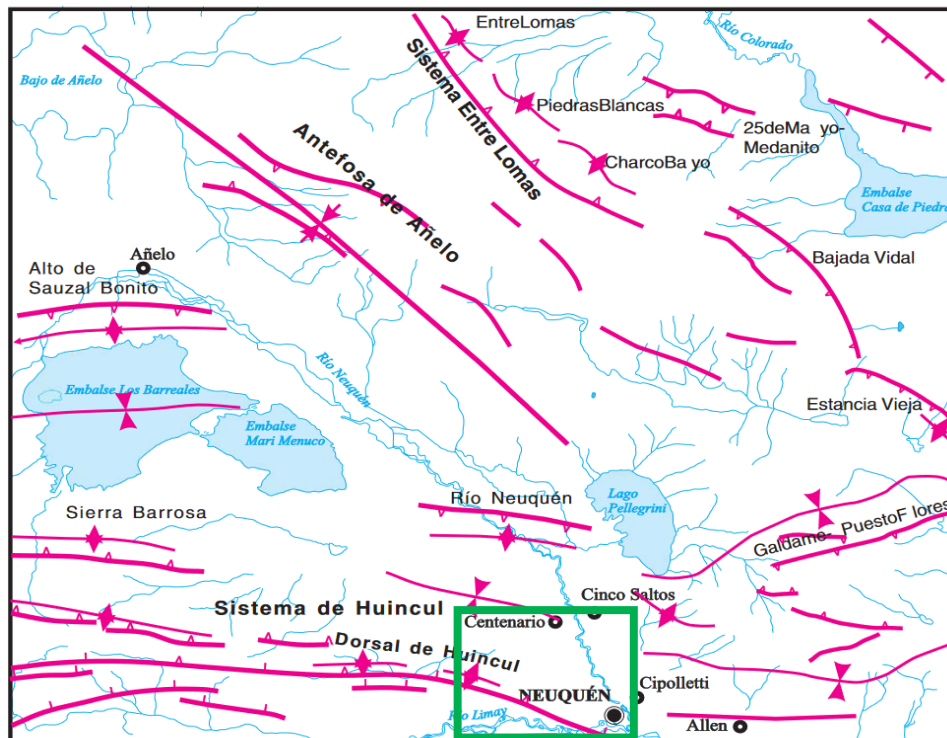 EntreLomas
Río Colorado
Bajo de Añelo
Sistema Entre Lomas
PiedrasBlancas
25deMa yo-
Medanito
Antefosa de Añelo
CharcoBa yo
Embalse
Casa de Piedra
Añelo
Bajada Vidal
Alto de
Sauzal Bonito
Río Neuquén
Embalse Los Barreales
Estancia Vieja
Embalse
Mari Menuco
Río Neuquén
Lago
Pellegrini
Sierra Barrosa
Galdame-
PuestoF lores
Sistema de Huincul
Cinco Saltos
Centenario
Dorsal de Huincul
Cipolletti
NEUQUÉN
Río Limay
Allen